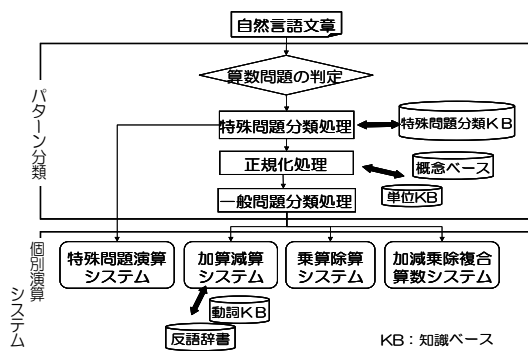 自然言語文章
算数問題の判定
パターン分類
特殊問題分類処理
特殊問題分類KB
正規化処理
概念ベース
単位KB
一般問題分類処理
個別演算
システム
特殊問題演算
システム
加算減算
システム
乗算除算
システム
加減乗除複合
算数システム
動詞KB
反語辞書
KB：知識ベース